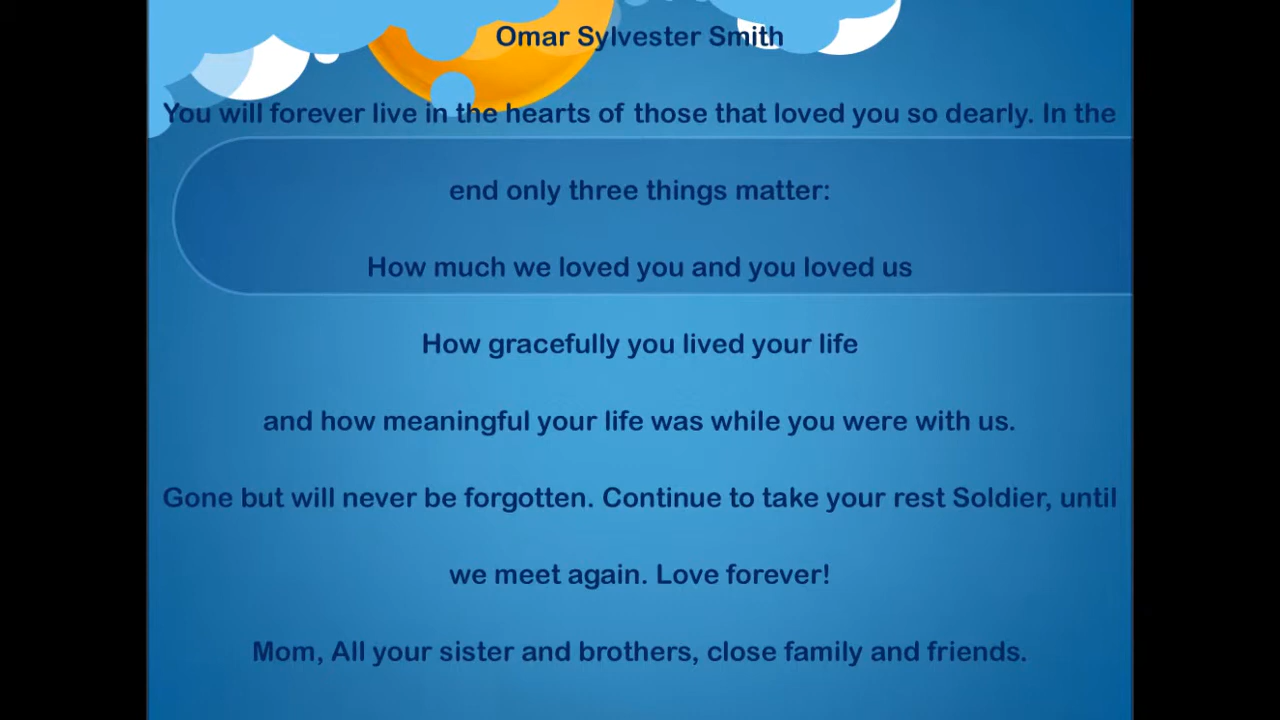 Omar Sylvester Smith
You will forever live in the hearts of those that loved you so dearly. In the
end only three things matter:
How much we loved you and you loved us
How gracefully you lived your life
and how meaningful your life was while you were with us.
Gone but will never be forgotten. Continue to take your rest Soldier, until
we meet again. Love forever!
Mom, All your sister and brothers, close family and friends.